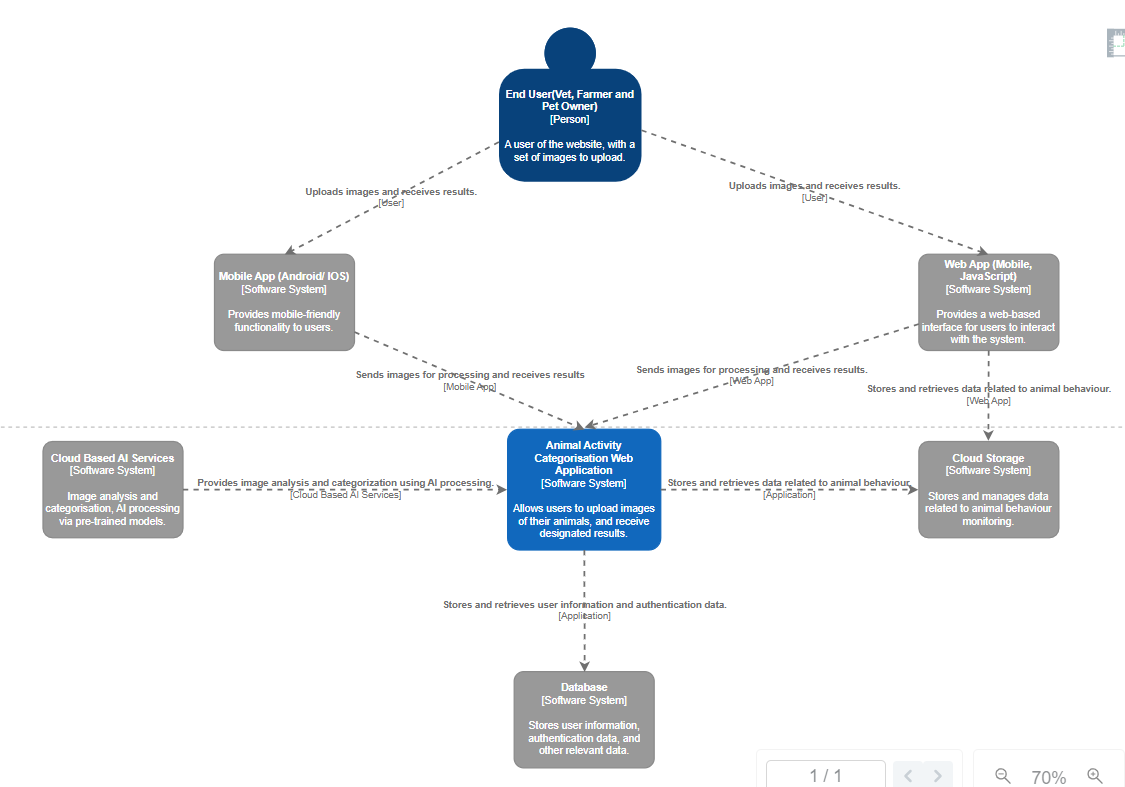 End User(Vet, Farmer and
Pet Owner)
[Person]
A user of the website, with a
set of images to upload.
Uploads images and receives results.
[User]
Uploads images and receives results.
[User]
Mobile App (Android/ IOS)
[Software System]
Provides mobile-friendly
functionality to users.
Web App (Mobile,
JavaScript)
[Software System]
Provides a web-based
interface for users to interact
with the system.
Sends images for processing and receives results
[Mobile App]
Sends images for processing and receives results.
[Web App]
Stores and retrieves data related to animal behaviour.
[Web App]
Cloud Based AI Services
[Software System]
Image analysis and
categorisation, AI processing
via pre-trained models.
Provides image analysis and categorization using AI processing.
[Cloud Based AI Services]
Animal Activity
Categorisation Web
Application
[Software System]
Allows users to upload images
of their animals, and receive
designated results.
Stores and retrieves data related to animal behaviour.
[Application]
Cloud Storage
[Software System]
Stores and manages data
related to animal behaviour
monitoring.
Stores and retrieves user information and authentication data.
[Application]
Database
[Software System]
Stores user information,
authentication data, and
other relevant data.
1 / 1
70%